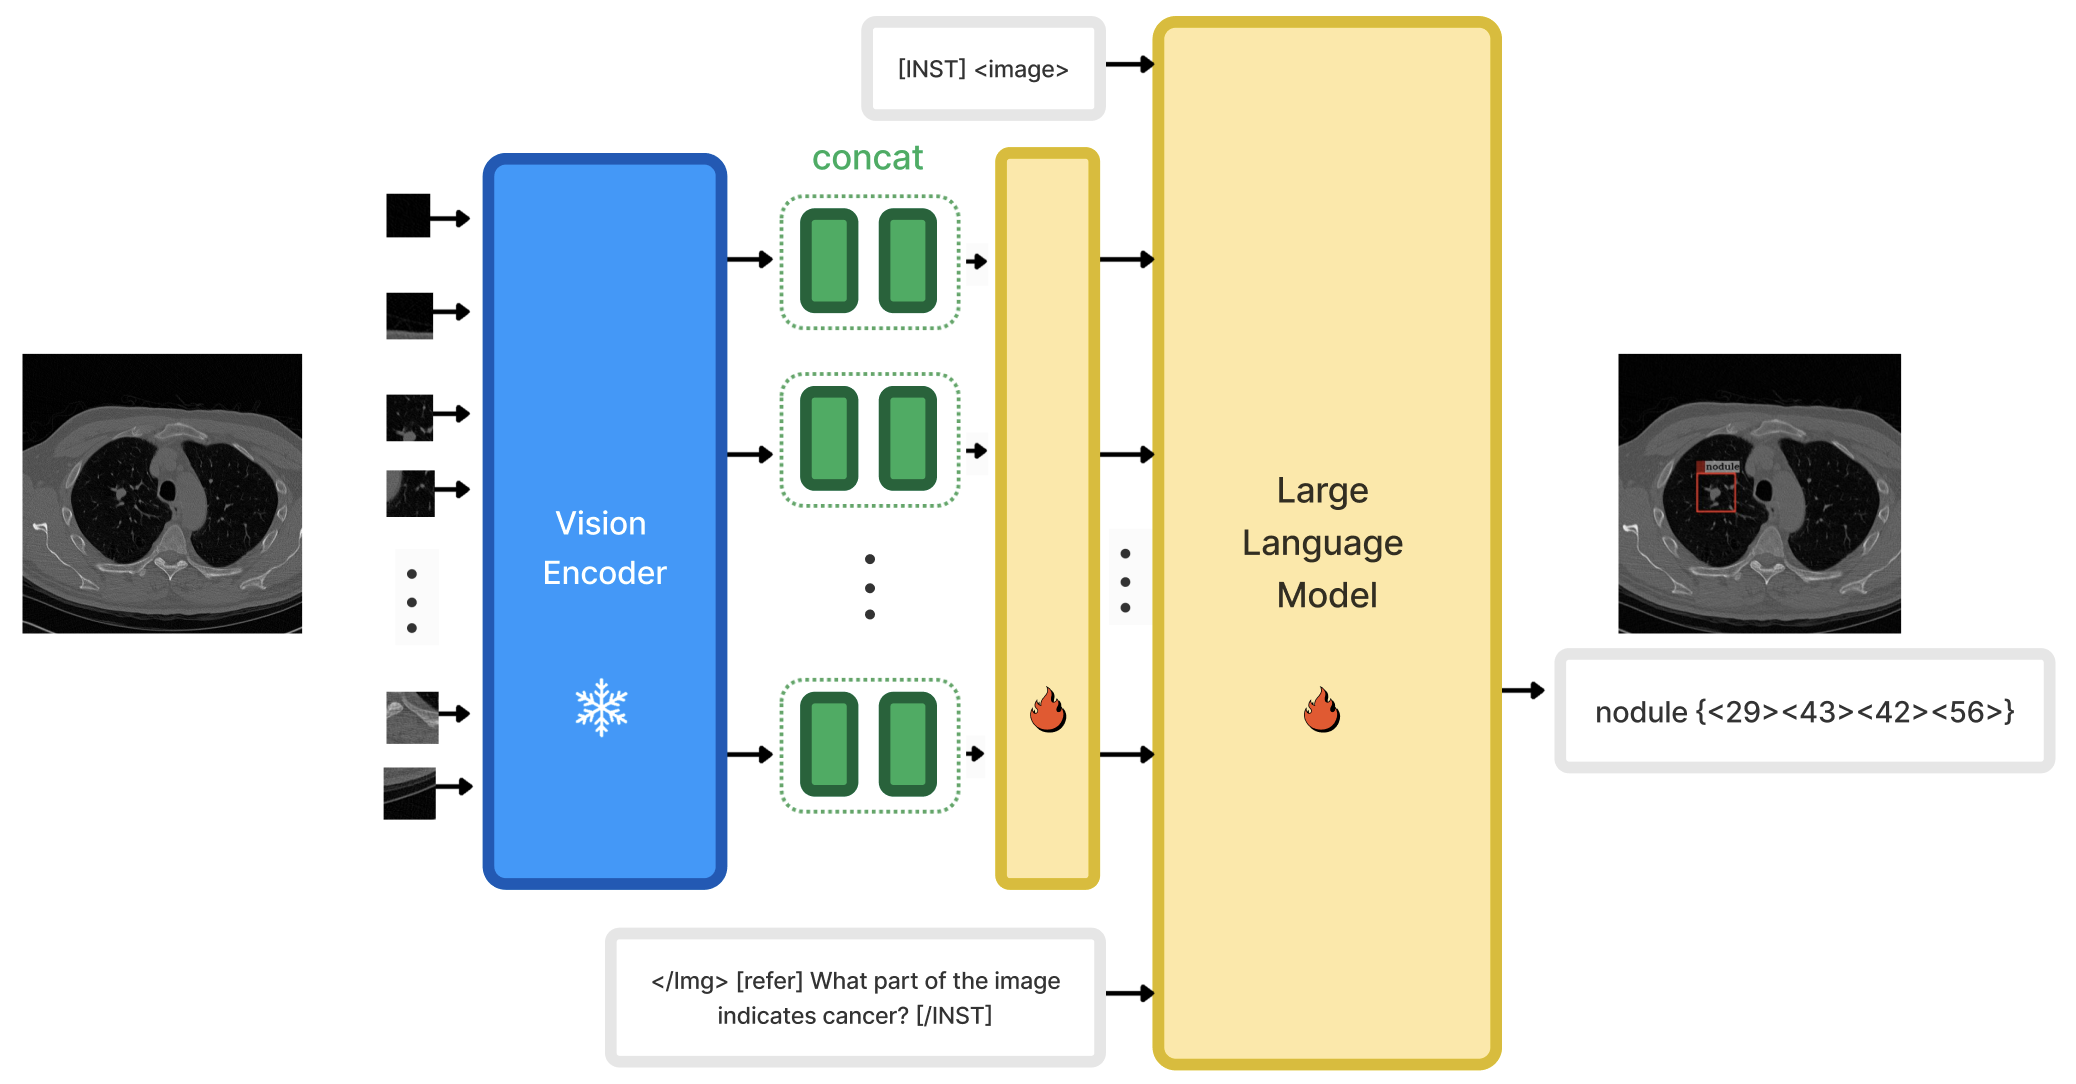 [INST] <image>
concat
Vision
Encoder
Large
Language
Model
nodule
nodule {<29><43><42><56>}
</Img> [refer] What part of the image
indicates cancer? [/INST]